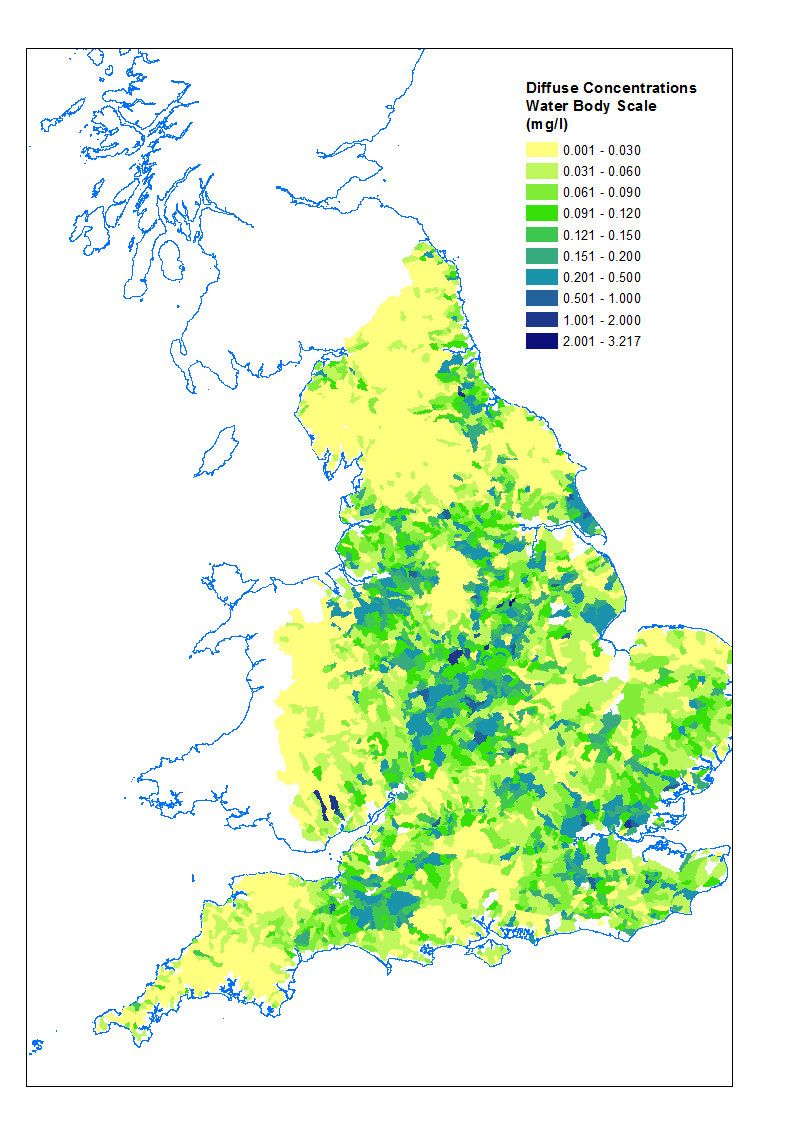 Diffuse Concentrations
Water Body Scale
(mg/l)
0.001 - 0.030
0.031 - 0.060
0.061 - 0.090
0.091 - 0.120
0.121 - 0.150
0.151 - 0.200
0.201 - 0.500
0.501 - 1.000
1.001 - 2.000
2.001 - 3.217